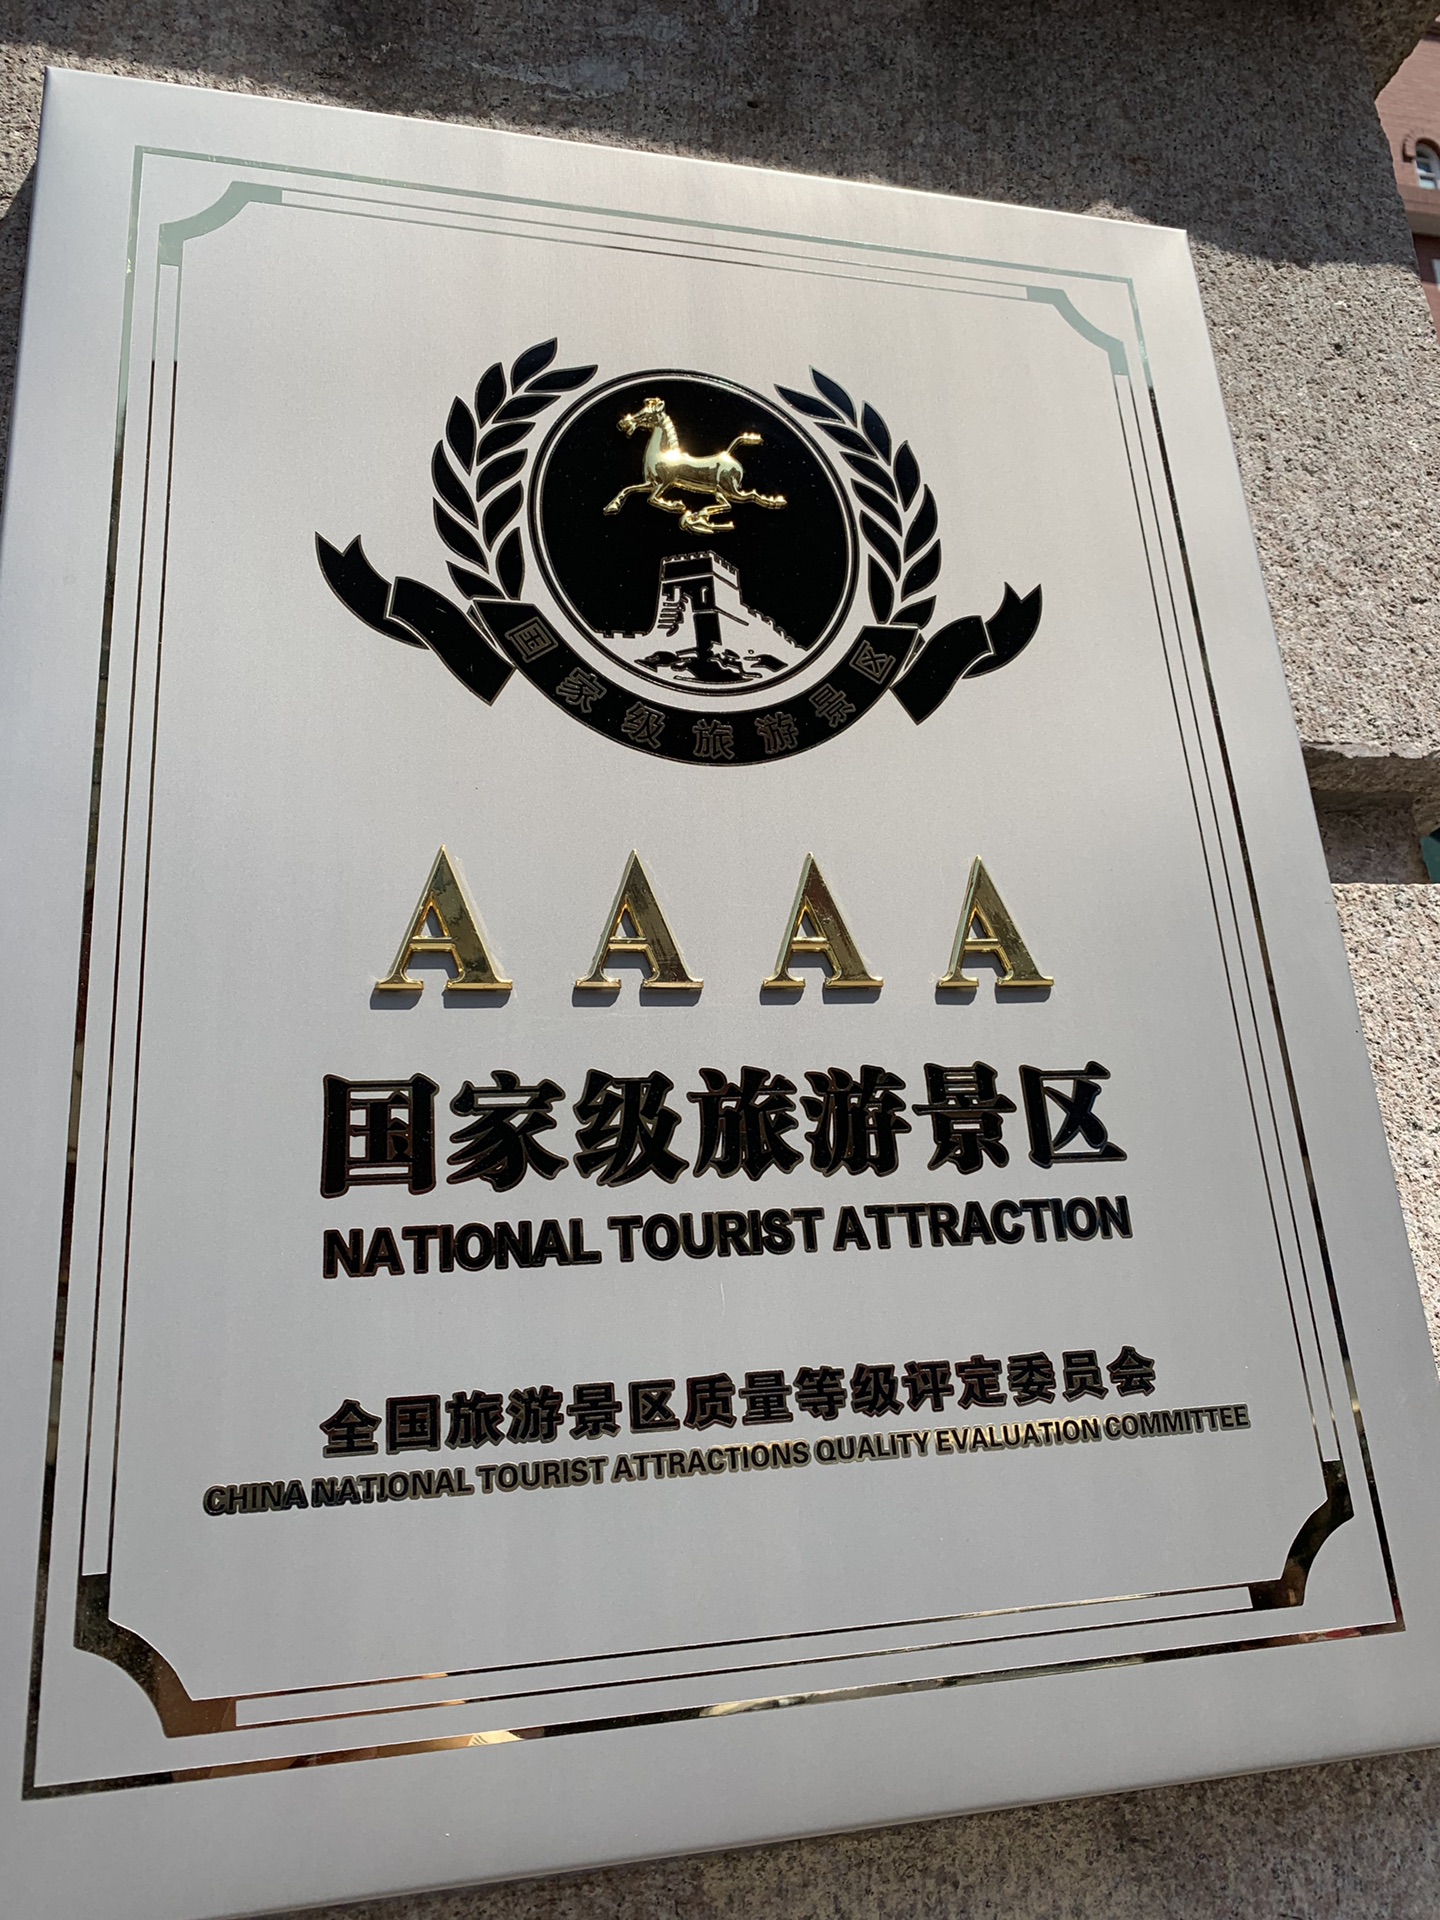 国家级旅游景区
A A A A
国家级旅游景区
NATIONAL TOURIST ATTRACTION
全国旅游景区质量等级评定委员会
CHINA NATIONAL TOURIST ATTRACTIONS QUALITY EVALUATION COMMITTEE